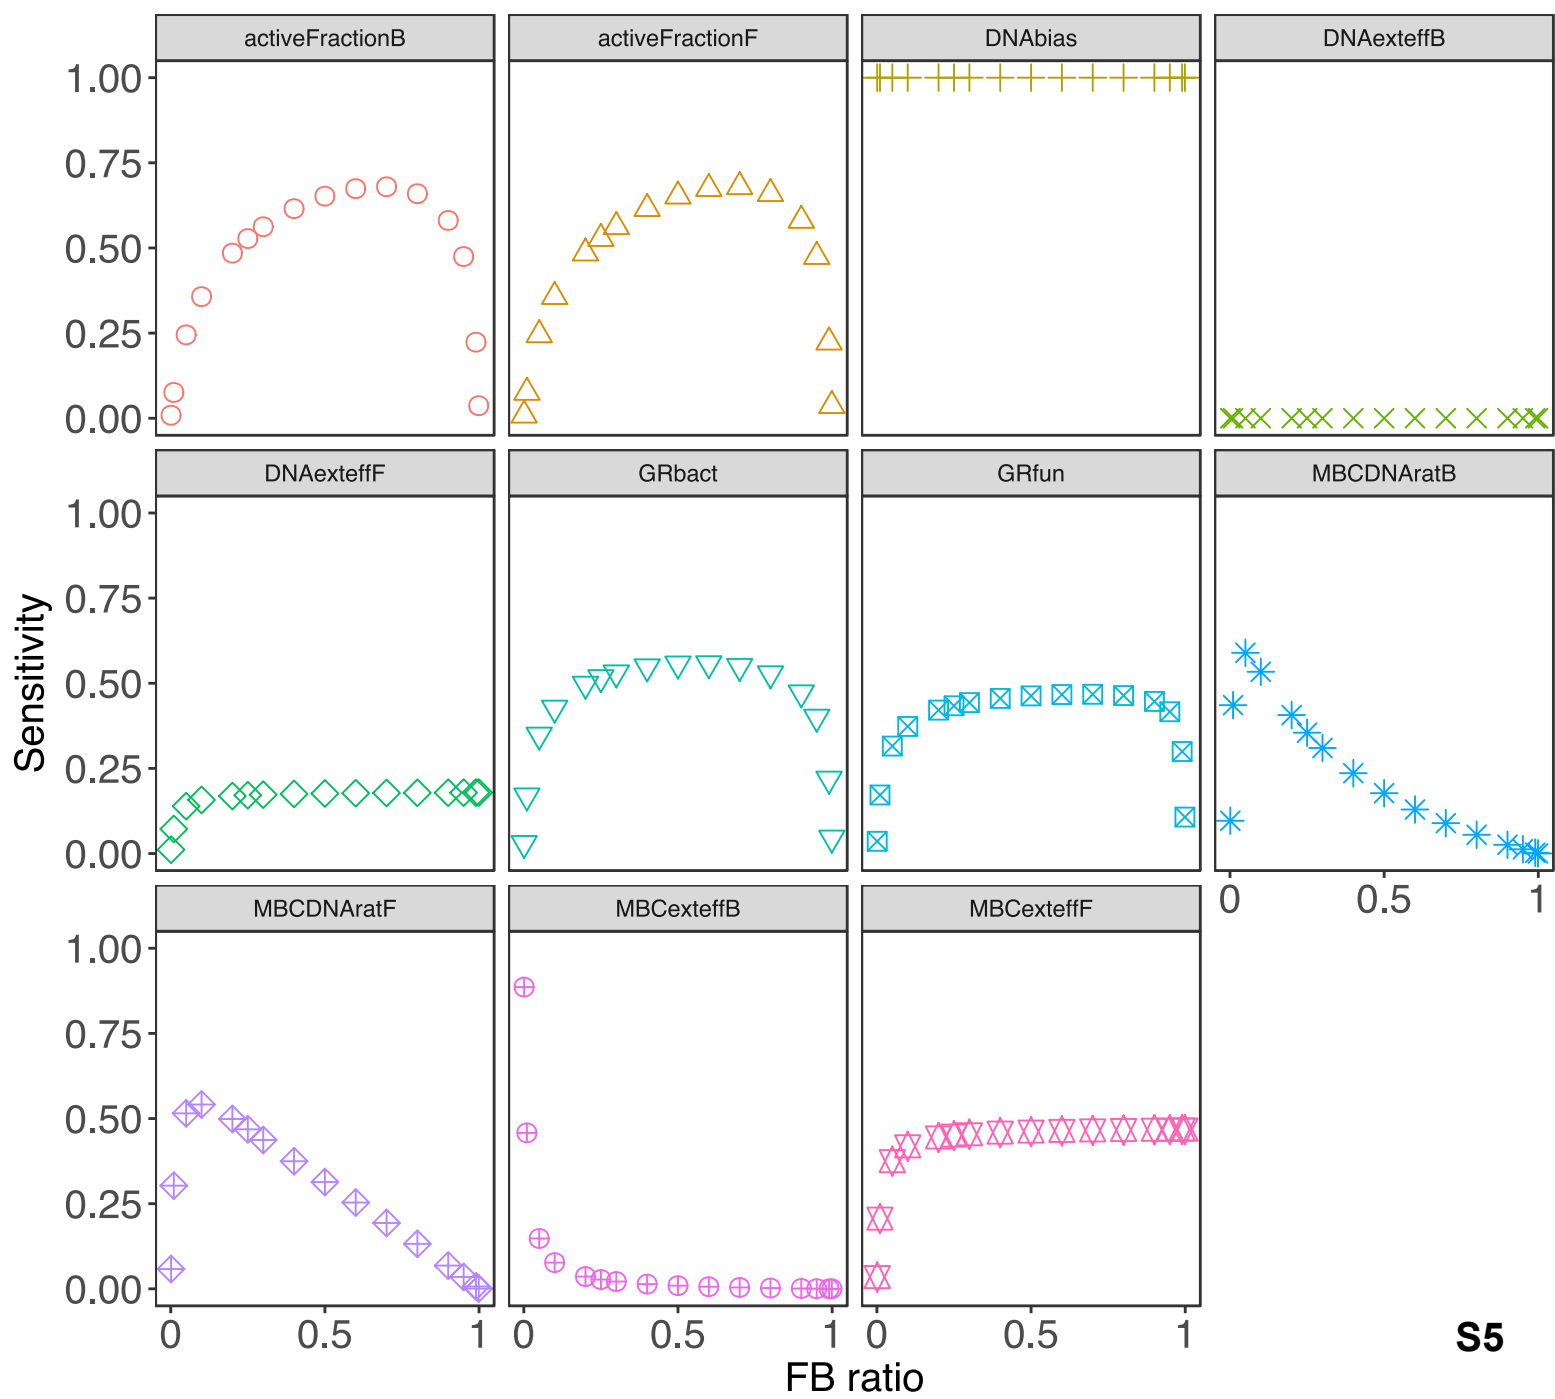 activeFractionB activeFractionF DNAbias DNAexteffB
1.00
0.75
0.50
0.25
0.00
DNAexteffF GRbact GRfun MBCDNAratB
1.00
0.75
0.50
0.25
0.00
0 0.5 1
MBCDNAratF MBCexteffB MBCexteffF
1.00
0.75
0.50
0.25
0.00
0 0.5 1 0 0.5 1 0 0.5 1
Sensitivity
FB ratio
S5